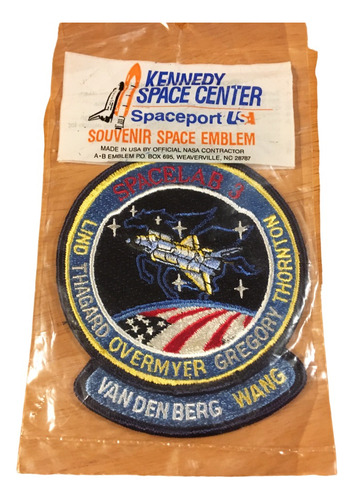 KENNEDY
SPACE CENTER
Spaceport USA
SOUVENIR SPACE EMBLEM
MADE IN USA BY OFFICIAL NASA CONTRACTOR
A-B EMBLEM P.O. BOX 695, WEAVERVILLE, NC 28787
SPACELAB 3
LIND THAGARD OVERMYER GREGORY THORNTON
VAN DEN BERG WANG